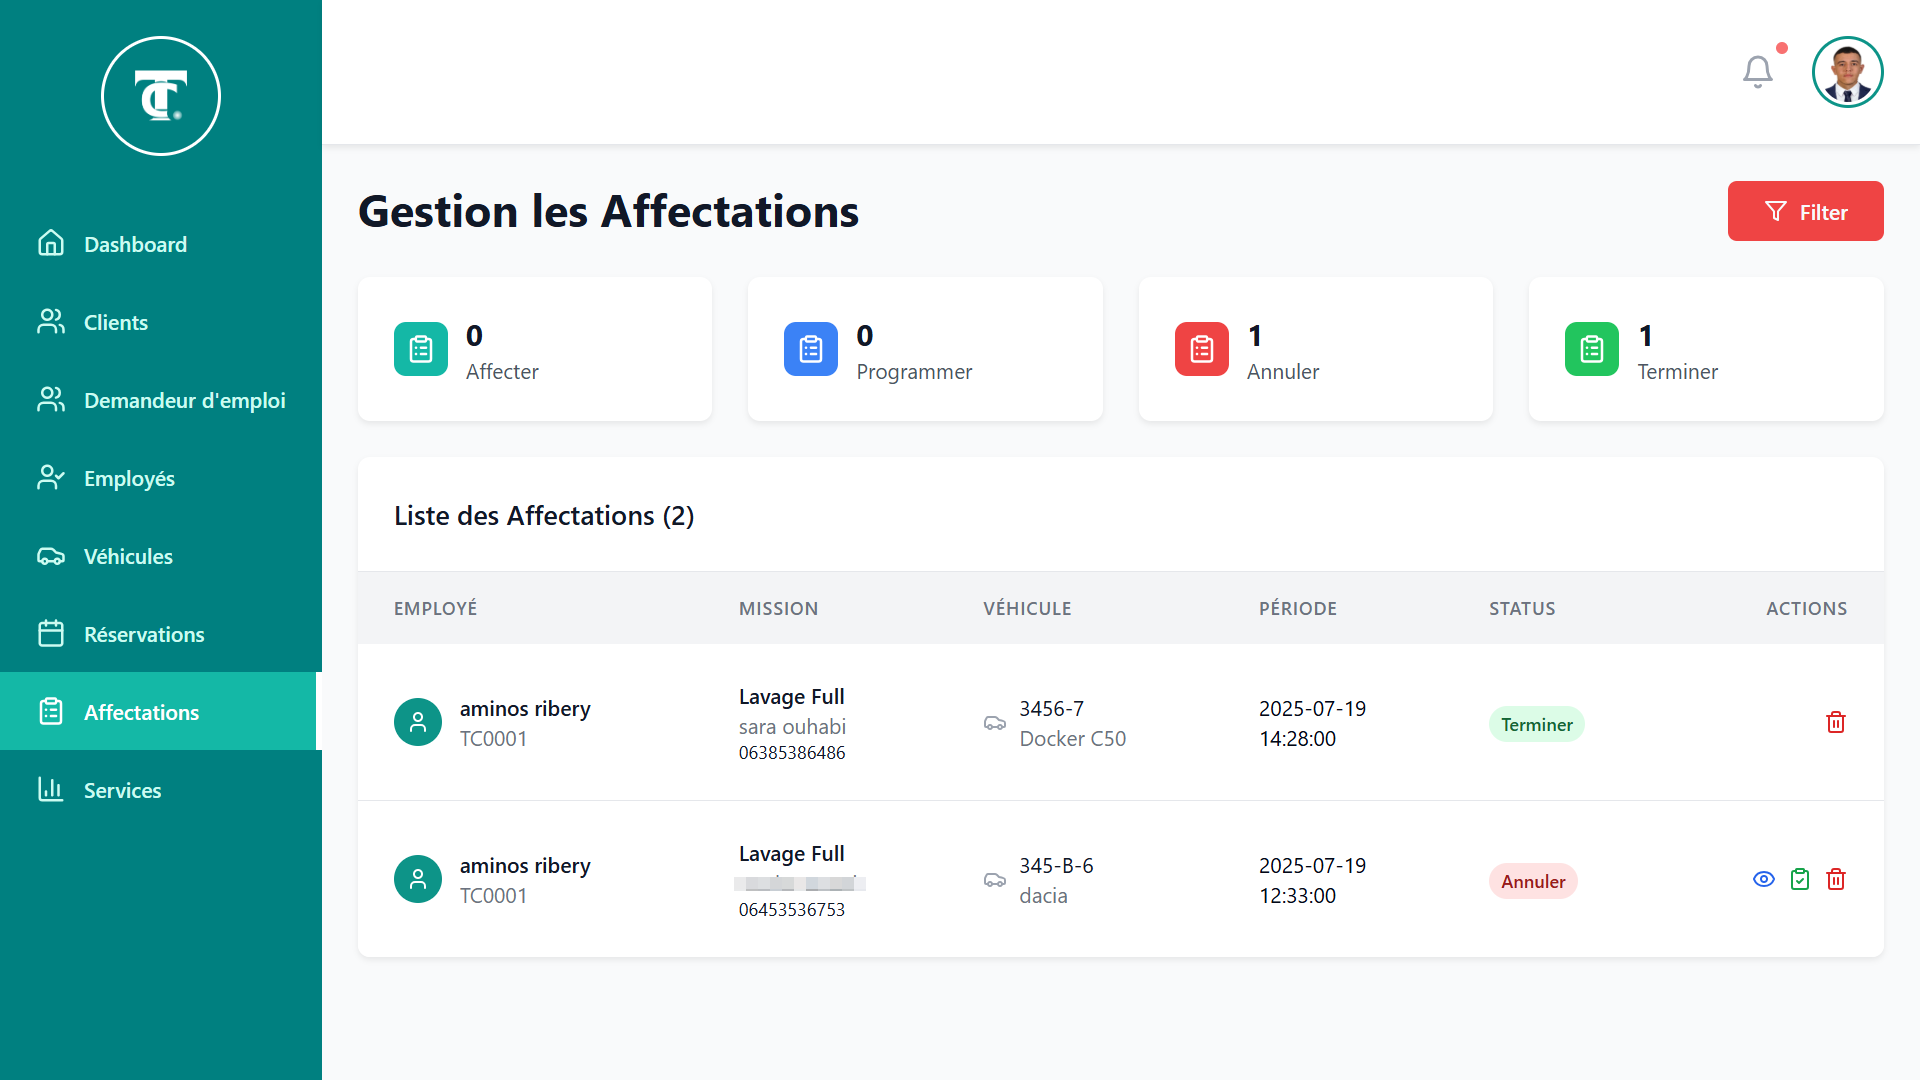 TC.
Dashboard
Clients
Demandeur d'emploi
Employés
Véhicules
Réservations
Affectations
Services
Gestion les Affectations
Filter
0
Affecter
0
Programmer
1
Annuler
1
Terminer
Liste des Affectations (2)
EMPLOYÉ MISSION VÉHICULE PÉRIODE STATUS ACTIONS
aminos ribery
TC0001
Lavage Full
sara ouhabi
06385386486
3456-7
Docker C50
2025-07-19
14:28:00
Terminer
aminos ribery
TC0001
Lavage Full
06453536753
345-B-6
dacia
2025-07-19
12:33:00
Annuler